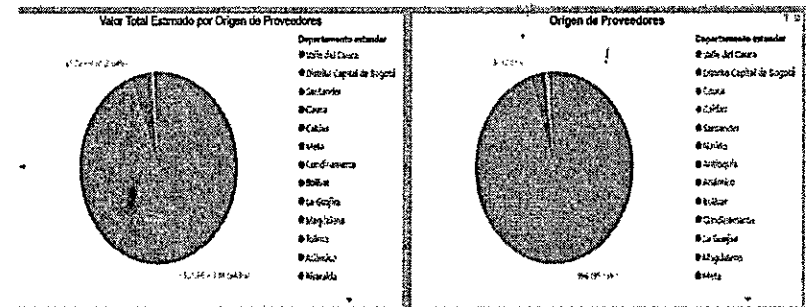 Valor Total Estimado por Origen de Proveedores
Departamento estandar
Valle del Cauca
Distrito Capital de Bogotá
Santander
Cauca
Caldas
Meta
Cundinamarca
Bolívar
La Guajira
Magdalena
Tolima
Atlántico
Risaralda
Origen de Proveedores
Departamento estandar
Valle del Cauca
Distrito Capital de Bogotá
Cauca
Caldas
Santander
Nariño
Antioquia
Atlántico
Bolívar
Cundinamarca
La Guajira
Magdalena
Meta